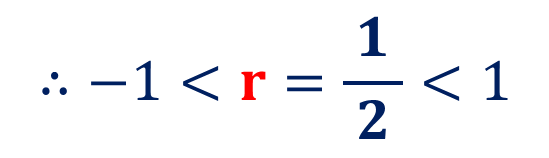 ∴ −1 < r = 1/2 < 1